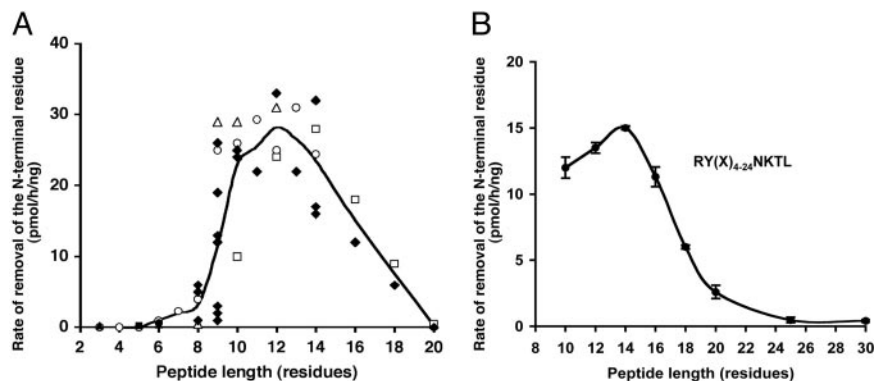 A
Rate of removal of the N-terminal residue
(pmol/h/ng)
40
30
20
10
0
2 4 6 8 10 12 14 16 18 20
Peptide length (residues)
B
Rate of removal of the N-terminal residue
(pmol/h/ng)
20
15
10
5
0
RY(X)4-24NKTL
8 10 12 14 16 18 20 22 24 26 28 30
Peptide length (residues)